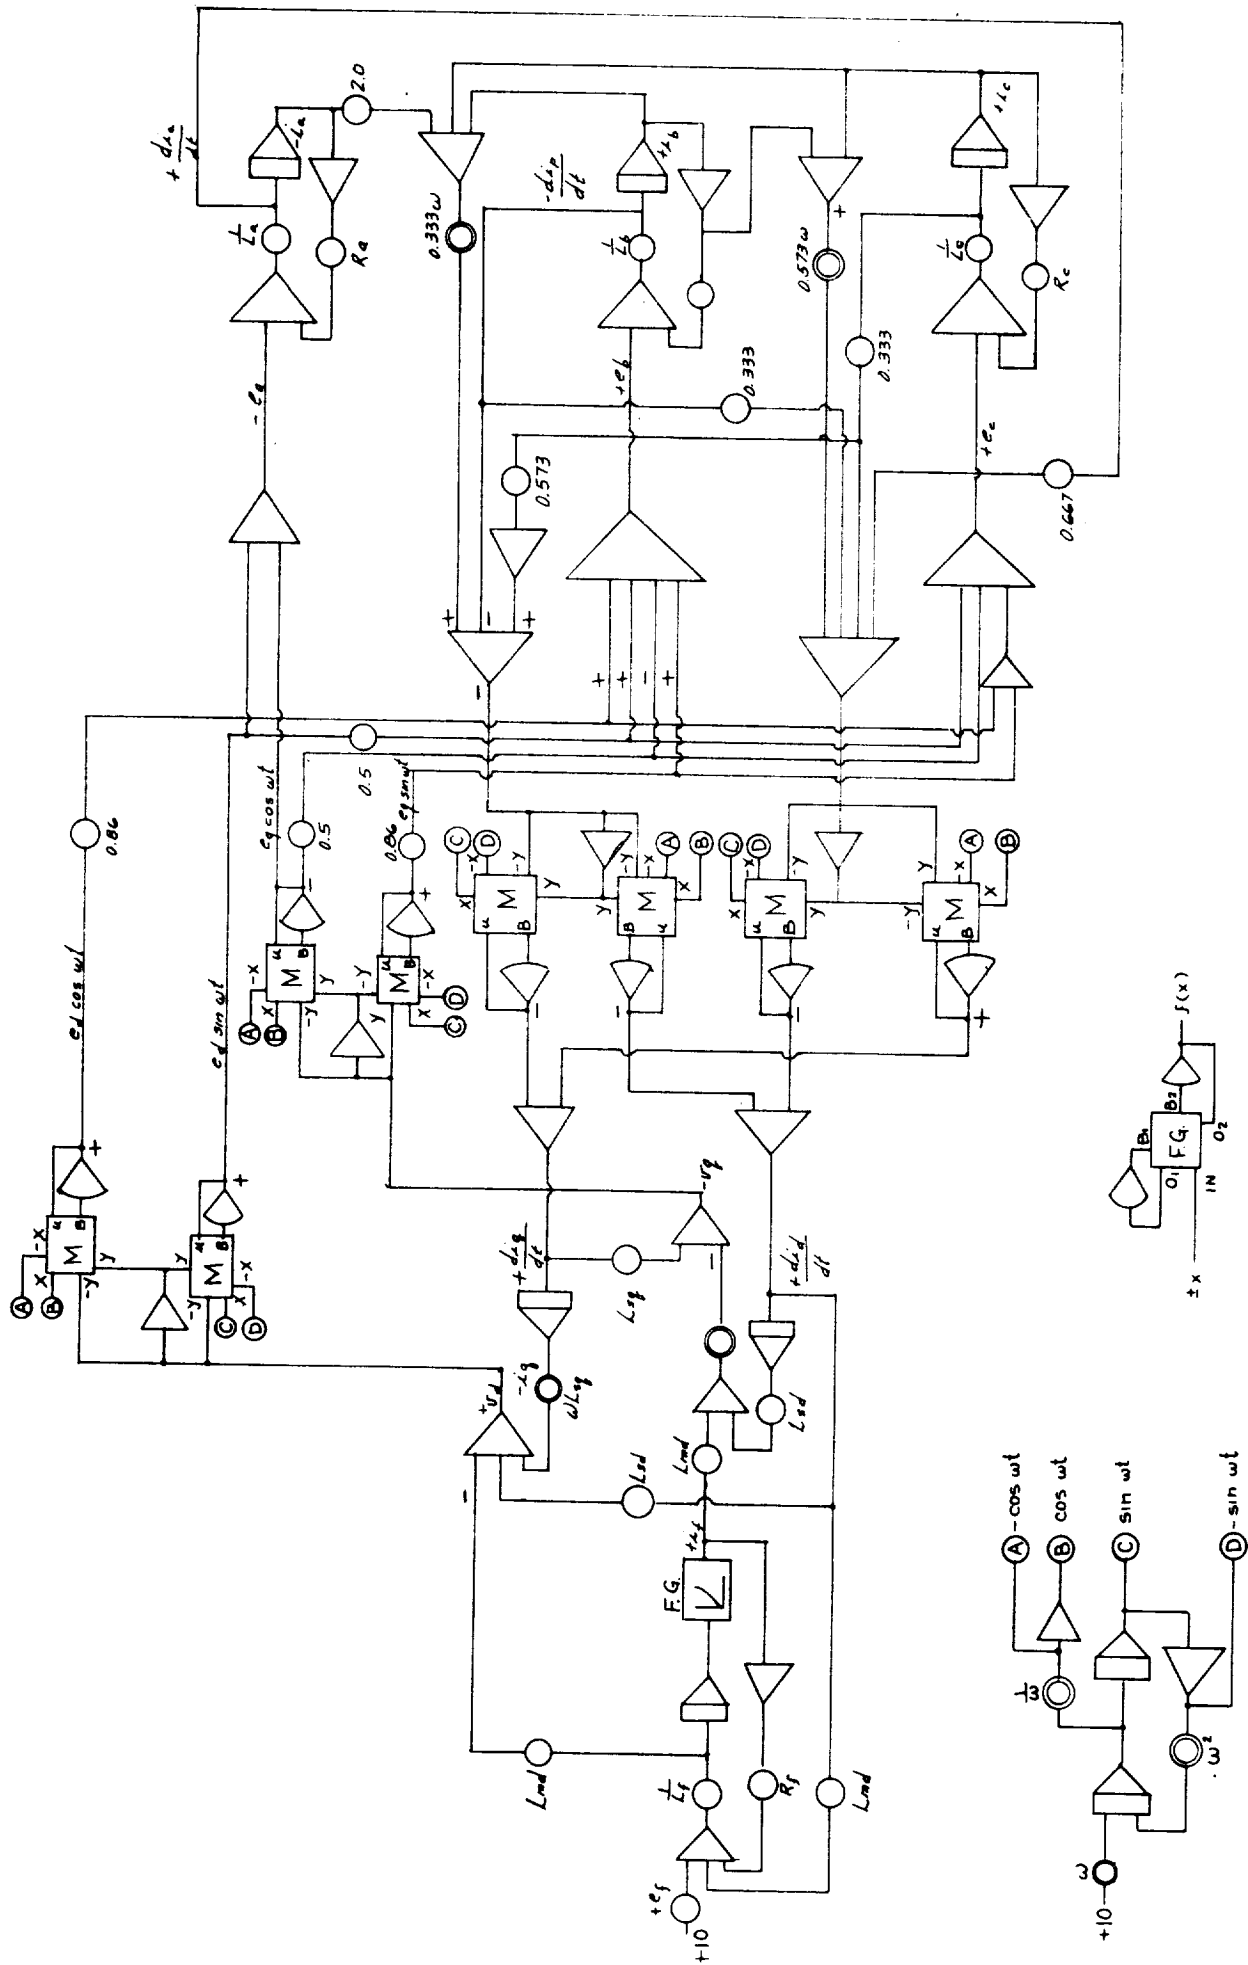 + dia/dt
1/La
-ia
2.0
Ra
- ea
0.333ω
-dip/dt
1/Lb
+ib
+eb
0.333
0.573ω
+
0.573
0.333
1/Lc
+ic
Rc
+ec
0.667
+
-
+
-
+
+
-
+
0.86
ed cos ωt
ed sin ωt
eq cos ωt
0.5
0.5
0.86
eq sin ωt
A
B
-X
X
-Y
M
u
B
Y
+
Y
-Y
M
u
B
X
-X
C
D
+
A
B
-X
X
-Y
M
u
B
Y
-
-Y
Y
M
u
B
X
-X
C
D
+
C
D
X
-X
-Y
M
u
B
Y
-
Y
-Y
-X
M
B
u
X
A
B
-
C
D
X
-X
-Y
M
u
B
Y
-
Y
-Y
M
u
B
-X
X
A
B
+
+diq/dt
Lsq
-vq
-
+did/dt
-iq
ωLsq
+vd
-
Lsd
Lmd
Lsd
+if
F.G.
Lmd
1/Lf
Rf
Lmd
+ef
+10
±X
IN
O1
B1
F.G.
B2
O2
f(x)
+10
ω
1/ω
ω²
A -cos ωt
B cos ωt
C sin ωt
D -sin ωt